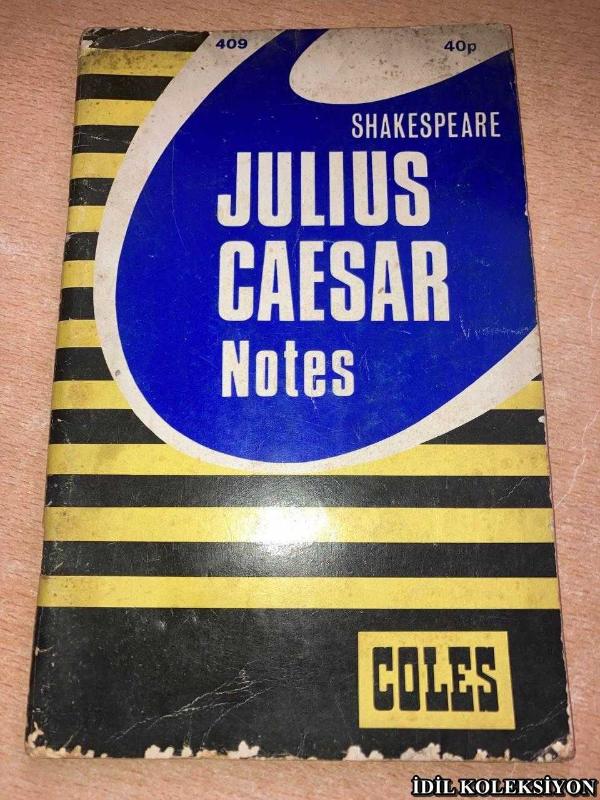 409
40p
SHAKESPEARE
JULIUS
CAESAR
Notes
COLES
İDİL KOLEKSİYON